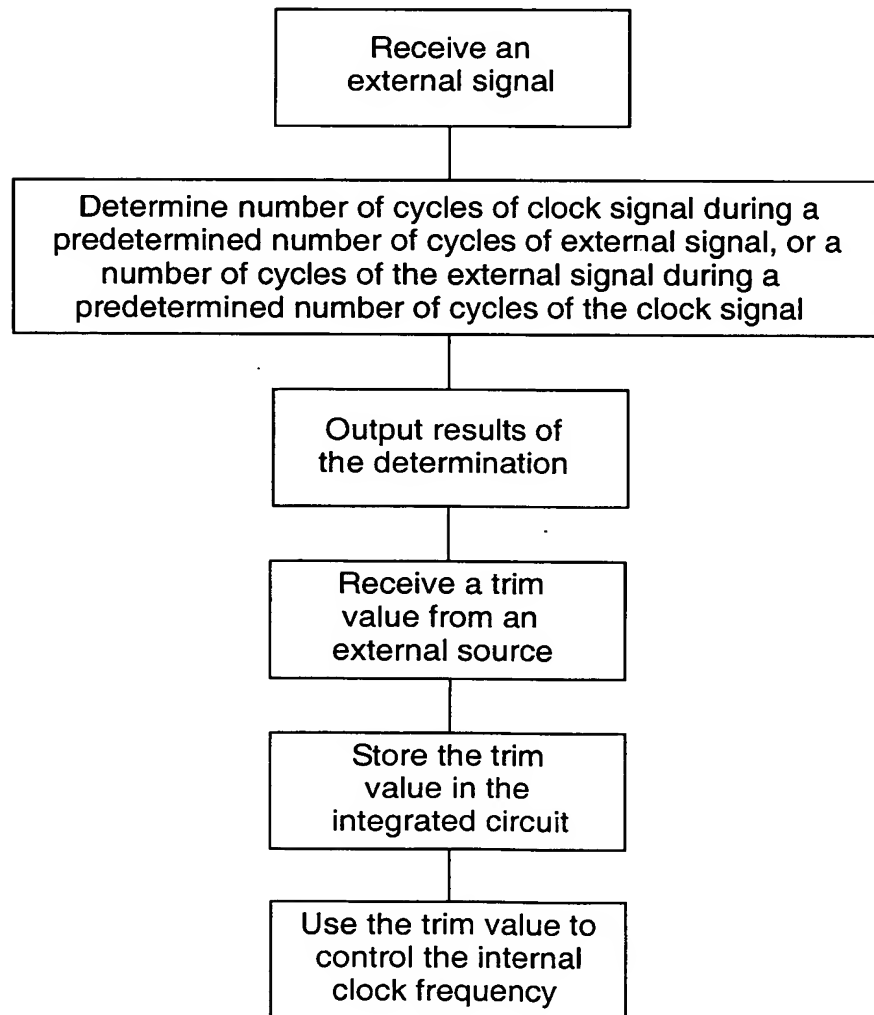 Receive an
external signal
Determine number of cycles of clock signal during a
predetermined number of cycles of external signal, or a
number of cycles of the external signal during a
predetermined number of cycles of the clock signal
Output results of
the determination
Receive a trim
value from an
external source
Store the trim
value in the
integrated circuit
Use the trim value to
control the internal
clock frequency